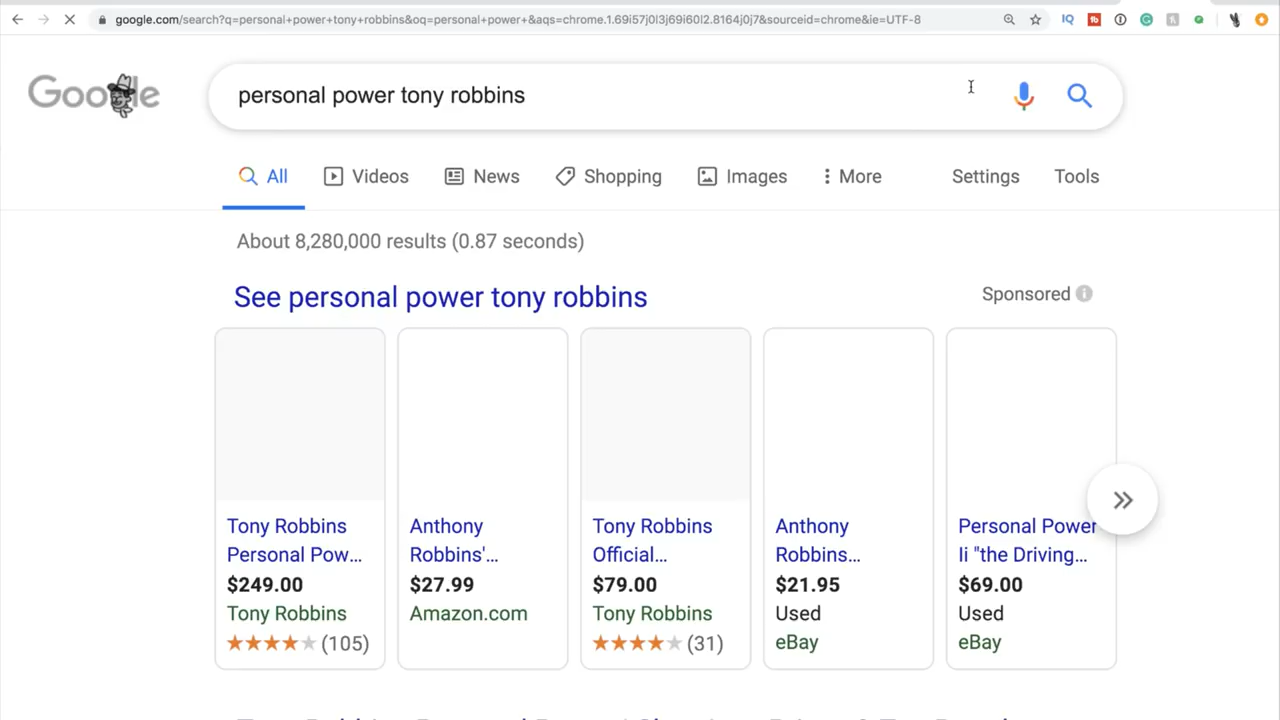 google.com/search?q=personal+power+tony+robbins&oq=personal+power+&aqs=chrome.1.69i57j0l3j69i60l2.8164j0j7&sourceid=chrome&ie=UTF-8
Google
personal power tony robbins
All Videos News Shopping Images More Settings Tools
About 8,280,000 results (0.87 seconds)
See personal power tony robbins Sponsored
Tony Robbins
Personal Pow...
$249.00
Tony Robbins
(105)
Anthony
Robbins'...
$27.99
Amazon.com
Tony Robbins
Official...
$79.00
Tony Robbins
(31)
Anthony
Robbins...
$21.95
Used
eBay
Personal Power
Ii "the Driving...
$69.00
Used
eBay